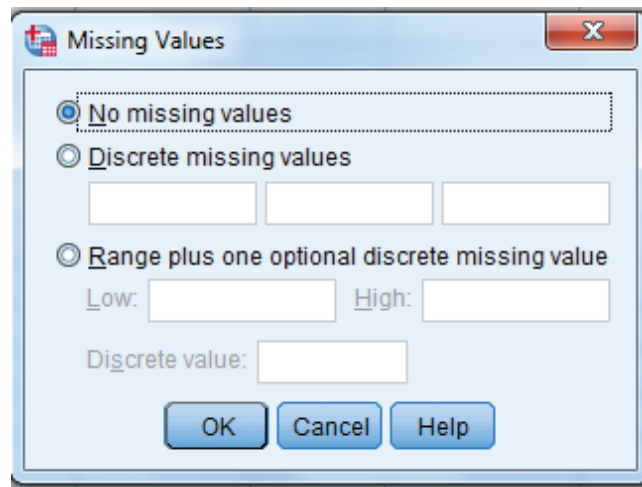 Missing Values
No missing values
Discrete missing values
Range plus one optional discrete missing value
Low: High:
Discrete value:
OK Cancel Help